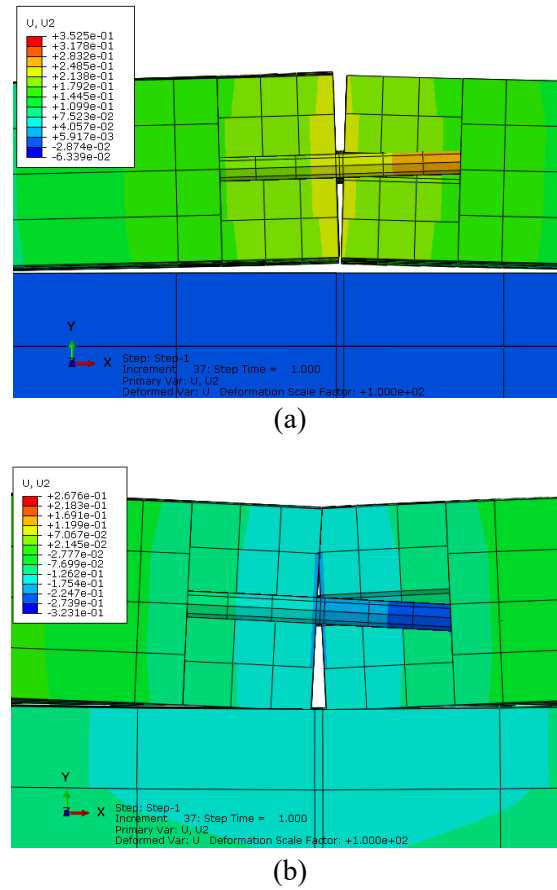 U, U2
+3.525e-01
+3.178e-01
+2.832e-01
+2.485e-01
+2.138e-01
+1.792e-01
+1.445e-01
+1.099e-01
+7.523e-02
+4.057e-02
+5.917e-03
-2.874e-02
-6.339e-02
Y
Z
X
Step: Step-1
Increment 37: Step Time = 1.000
Primary Var: U, U2
Deformed Var: U Deformation Scale Factor: +1.000e+02
(a)
U, U2
+2.676e-01
+2.183e-01
+1.691e-01
+1.199e-01
+7.067e-02
+2.145e-02
-2.777e-02
-7.699e-02
-1.262e-01
-1.754e-01
-2.247e-01
-2.739e-01
-3.231e-01
Y
Z
X
Step: Step-1
Increment 37: Step Time = 1.000
Primary Var: U, U2
Deformed Var: U Deformation Scale Factor: +1.000e+02
(b)